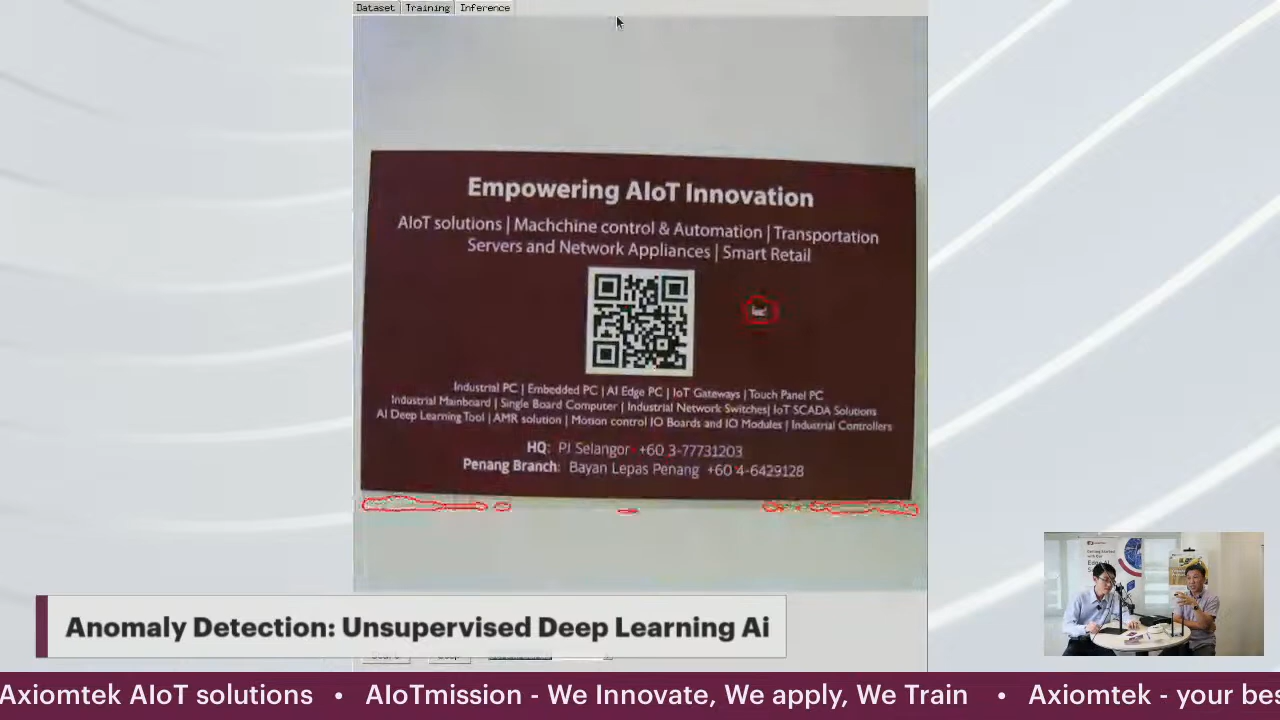 Dataset Training Inference
Empowering AIoT Innovation
AIoT solutions | Machchine control & Automation | Transportation
Servers and Network Appliances | Smart Retail
Industrial PC | Embedded PC | AI Edge PC | IoT Gateways | Touch Panel PC
Industrial Mainboard | Single Board Computer | Industrial Network Switches| IoT SCADA Solutions
AI Deep Learning Tool | AMR solution | Motion control IO Boards and IO Modules | Industrial Controllers
HQ: PJ Selangor +60 3-77731203
Penang Branch: Bayan Lepas Penang +60 4-6429128
Anomaly Detection: Unsupervised Deep Learning Ai
Axiomtek AIoT solutions • AIoTmission - We Innovate, We apply, We Train • Axiomtek - your bes